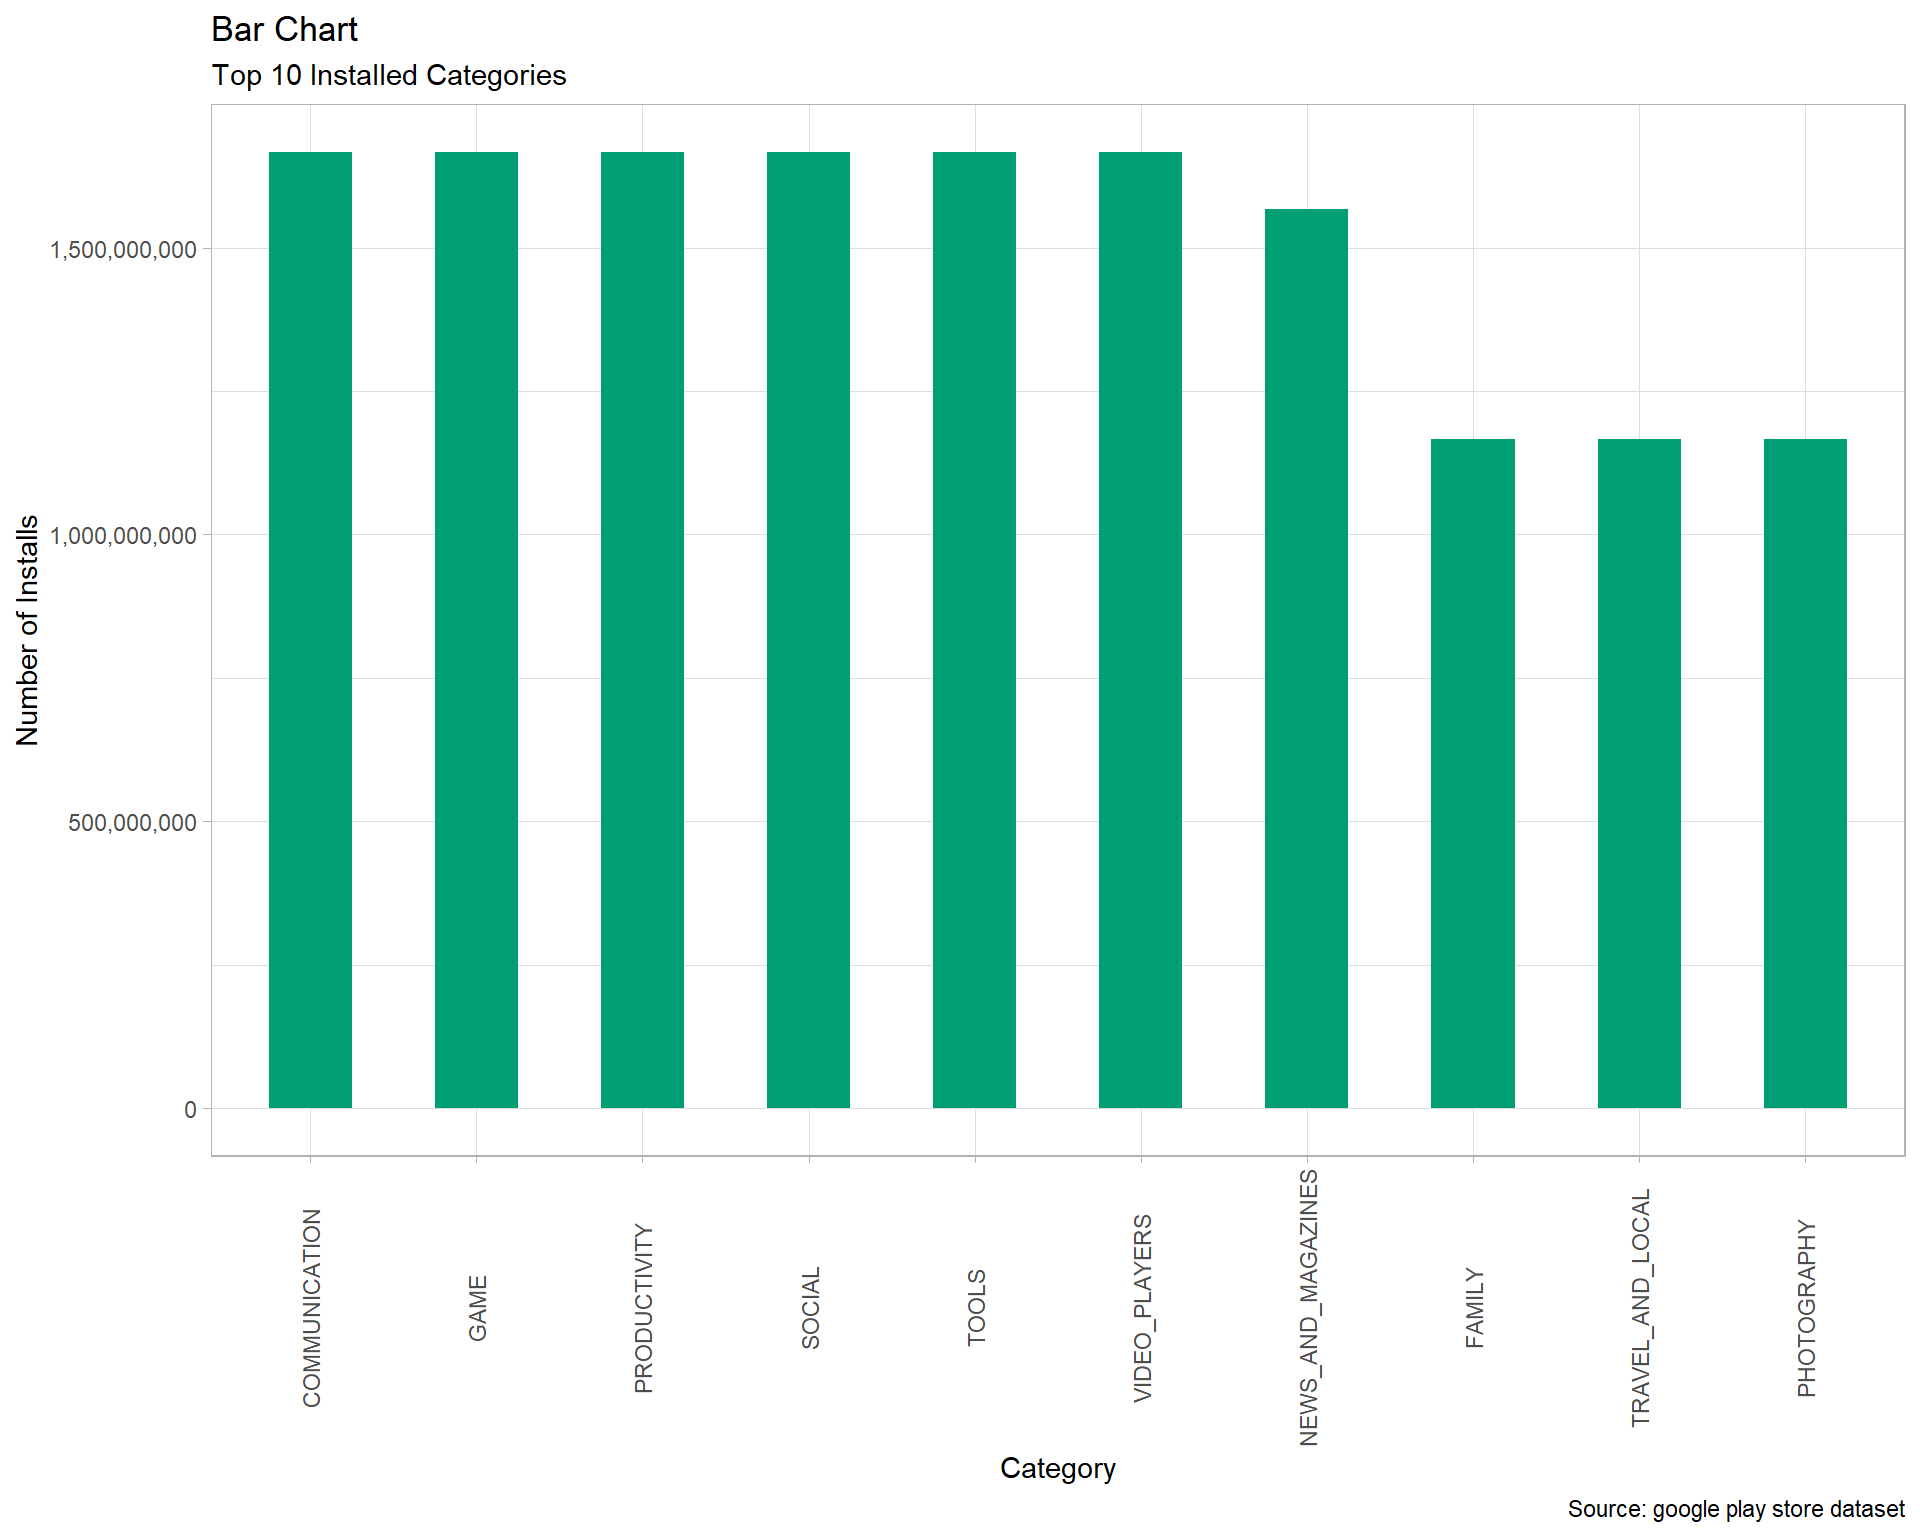 Bar Chart
Top 10 Installed Categories
Number of Installs
1,500,000,000
1,000,000,000
500,000,000
0
COMMUNICATION
GAME
PRODUCTIVITY
SOCIAL
TOOLS
VIDEO_PLAYERS
NEWS_AND_MAGAZINES
FAMILY
TRAVEL_AND_LOCAL
PHOTOGRAPHY
Category
Source: google play store dataset